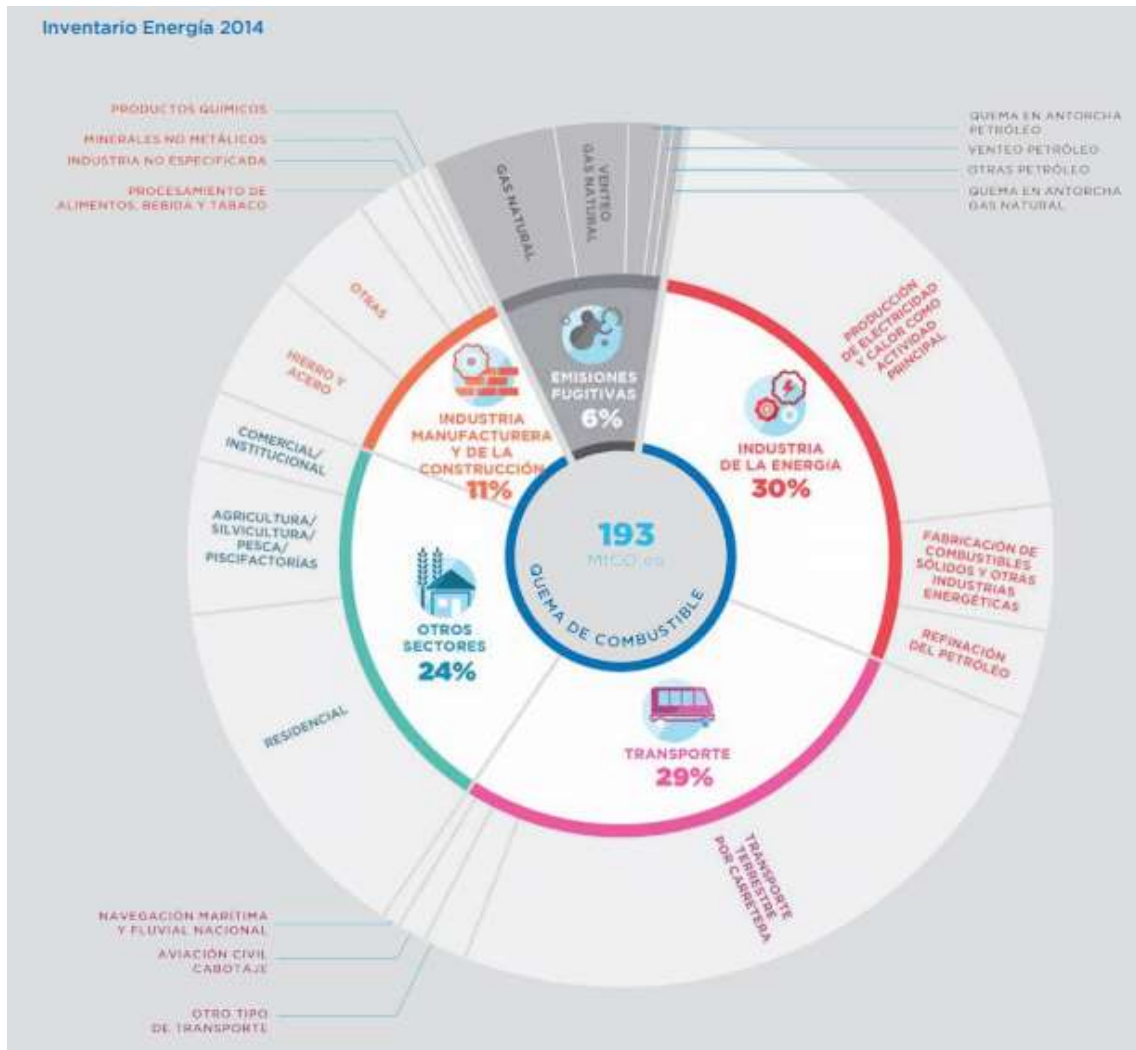 Inventario Energía 2014
PRODUCTOS QUÍMICOS
MINERALES NO METÁLICOS
INDUSTRIA NO ESPECIFICADA
PROCESAMIENTO DE
ALIMENTOS, BEBIDA Y TABACO
QUEMA EN ANTORCHA
PETRÓLEO
VENTEO PETRÓLEO
OTRAS PETRÓLEO
QUEMA EN ANTORCHA
GAS NATURAL
GAS NATURAL
VENTEO
GAS NATURAL
OTRAS
HIERRO Y
ACERO
COMERCIAL/
INSTITUCIONAL
AGRICULTURA/
SILVICULTURA/
PESCA/
PISCIFACTORÍAS
RESIDENCIAL
PRODUCCIÓN
DE ELECTRICIDAD
Y CALOR COMO
ACTIVIDAD
PRINCIPAL
FABRICACIÓN DE
COMBUSTIBLES
SÓLIDOS Y OTRAS
INDUSTRIAS
ENERGÉTICAS
REFINACIÓN
DEL PETRÓLEO
EMISIONES
FUGITIVAS
6%
INDUSTRIA
MANUFACTURERA
Y DE LA
CONSTRUCCIÓN
11%
INDUSTRIA
DE LA ENERGÍA
30%
193
QUEMA DE COMBUSTIBLE
OTROS
SECTORES
24%
TRANSPORTE
29%
TRANSPORTE
TERRESTRE
POR CARRETERA
NAVEGACIÓN MARÍTIMA
Y FLUVIAL NACIONAL
AVIACIÓN CIVIL
CABOTAJE
OTRO TIPO
DE TRANSPORTE